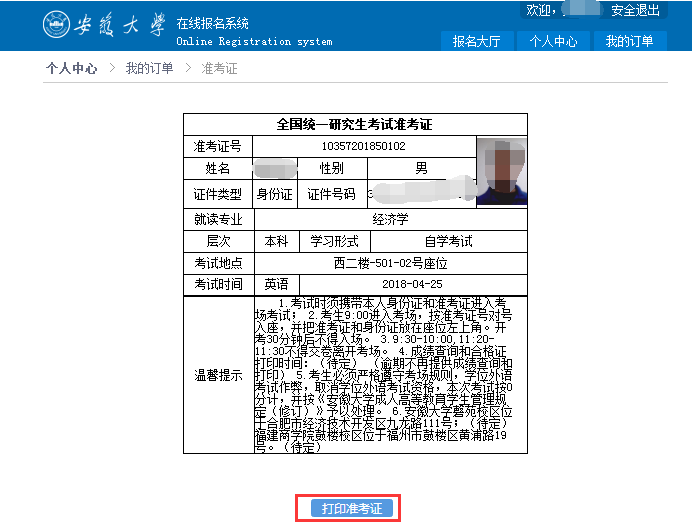 安徽大学 在线报名系统
Online Registration system
欢迎, 安全退出
报名大厅 个人中心 我的订单
个人中心 > 我的订单 > 准考证
全国统一研究生考试准考证
准考证号 10357201850102
姓名 性别 男
证件类型 身份证 证件号码 3
就读专业 经济学
层次 本科 学习形式 自学考试
考试地点 西二楼-501-02号座位
考试时间 英语 2018-04-25
温馨提示
1.考试时须携带本人身份证和准考证进入考
场考试； 2.考生9:00进入考场，按准考证号对号
入座，并把准考证和身份证放在座位左上角。开
考30分钟后不得入场。 3.9:30-10:00,11:20-
11:30不得交卷离开考场。 4.成绩查询和合格证
打印时间：（待定） （逾期不再提供成绩查询和
打印） 5.考生必须严格遵守考场规则，学位外语
考试作弊，取消学位外语考试资格，本次考试按0
分计，并按《安徽大学成人高等教育学生管理规
定（修订）》予以处理。 6.安徽大学磬苑校区位
于合肥市经济技术开发区九龙路111号；（待定）
福建商学院鼓楼校区位于福州市鼓楼区黄浦路19
号。（待定）
打印准考证